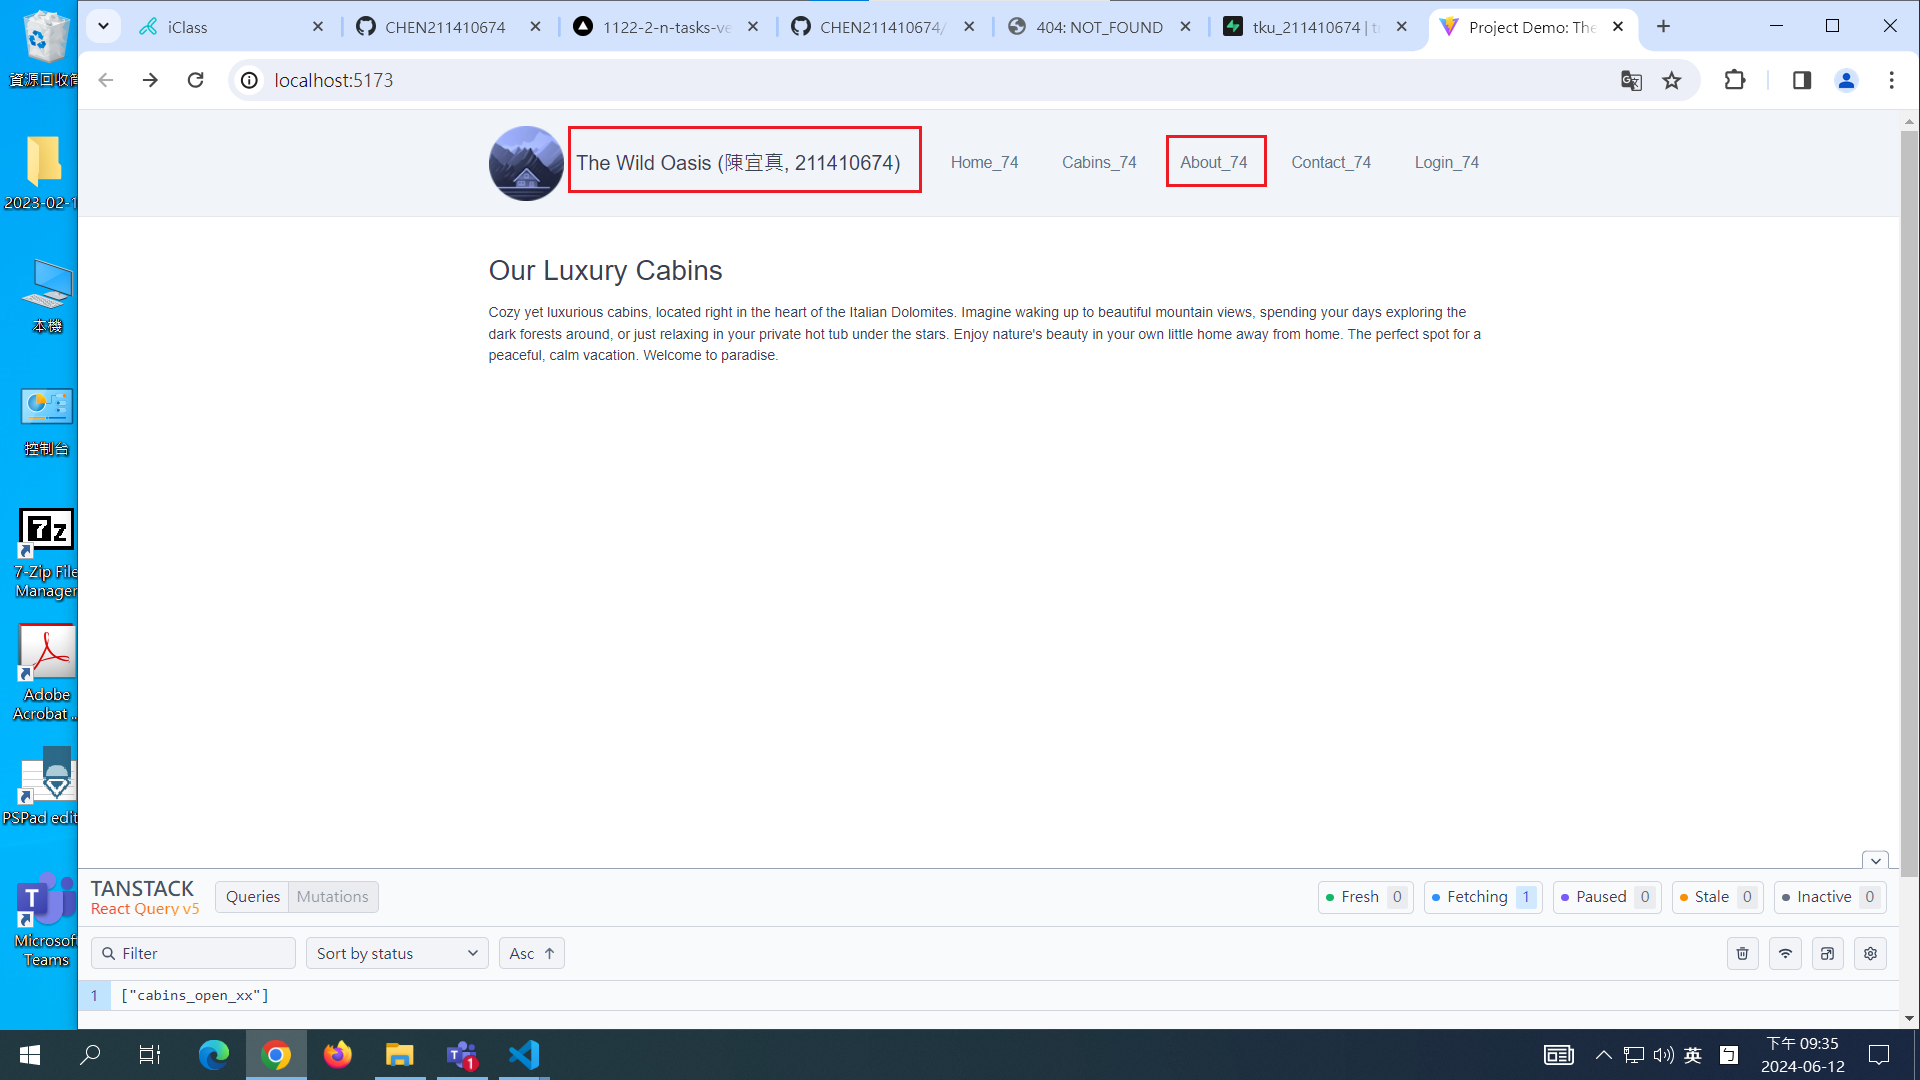 iClass
CHEN211410674
1122-2-n-tasks-ve
CHEN211410674/
404: NOT_FOUND
tku_211410674 | t
Project Demo: The
localhost:5173
The Wild Oasis (陳宜真, 211410674)
Home_74
Cabins_74
About_74
Contact_74
Login_74
Our Luxury Cabins
Cozy yet luxurious cabins, located right in the heart of the Italian Dolomites. Imagine waking up to beautiful mountain views, spending your days exploring the
dark forests around, or just relaxing in your private hot tub under the stars. Enjoy nature's beauty in your own little home away from home. The perfect spot for a
peaceful, calm vacation. Welcome to paradise.
資源回收筒
2023-02-1
本機
控制台
7z
7-Zip File
Manager
Adobe
Acrobat ...
PSPad edit
Microsoft
Teams
TANSTACK
React Query v5
Queries
Mutations
Fresh 0
Fetching 1
Paused 0
Stale 0
Inactive 0
Filter
Sort by status
Asc ↑
1 ["cabins_open_xx"]
1
英
ㄅ
下午 09:35
2024-06-12